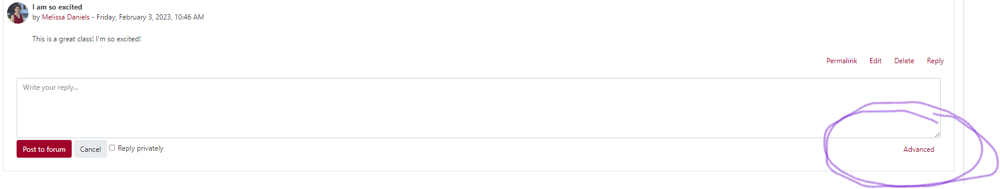 I am so excited
by Melissa Daniels - Friday, February 3, 2023, 10:46 AM
This is a great class! I'm so excited!
Permalink Edit Delete Reply
Write your reply...
Post to forum Cancel Reply privately Advanced